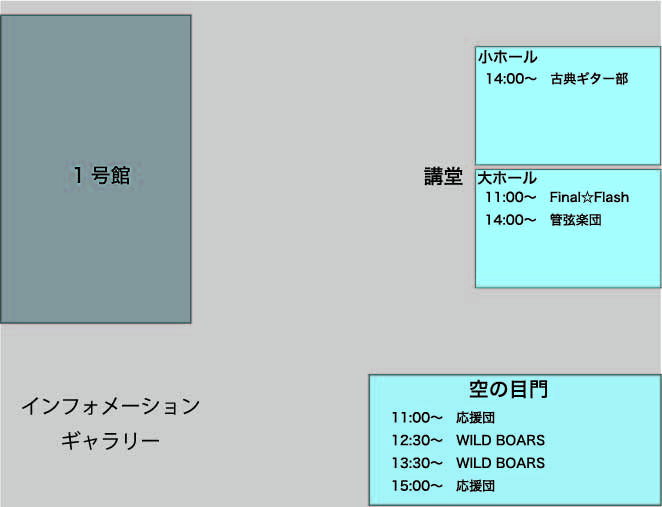 1 号館
講堂
小ホール
14:00〜 古典ギター部
大ホール
11:00〜 Final☆Flash
14:00〜 管弦楽団
インフォメーション
ギャラリー
空の目門
11:00〜 応援団
12:30〜 WILD BOARS
13:30〜 WILD BOARS
15:00〜 応援団